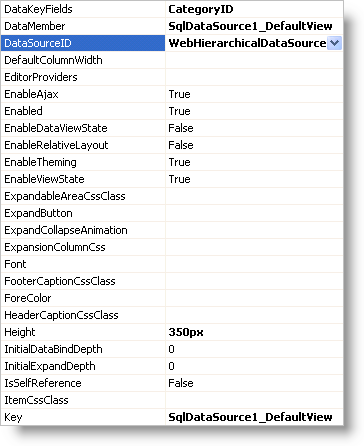 DataKeyFields CategoryID
DataMember SqlDataSource1_DefaultView
DataSourceID WebHierarchicalDataSource
DefaultColumnWidth
EditorProviders
EnableAjax True
Enabled True
EnableDataViewState False
EnableRelativeLayout False
EnableTheming True
EnableViewState True
ExpandableAreaCssClass
ExpandButton
ExpandCollapseAnimation
ExpansionColumnCss
Font
FooterCaptionCssClass
ForeColor
HeaderCaptionCssClass
Height 350px
InitialDataBindDepth 0
InitialExpandDepth 0
IsSelfReference False
ItemCssClass
Key SqlDataSource1_DefaultView